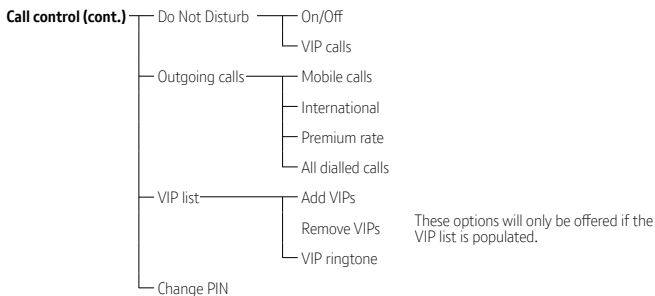 Call control (cont.) Do Not Disturb On/Off
VIP calls
Outgoing calls Mobile calls
International
Premium rate
All dialled calls
VIP list Add VIPs
Remove VIPs These options will only be offered if the
VIP list is populated.
VIP ringtone
Change PIN